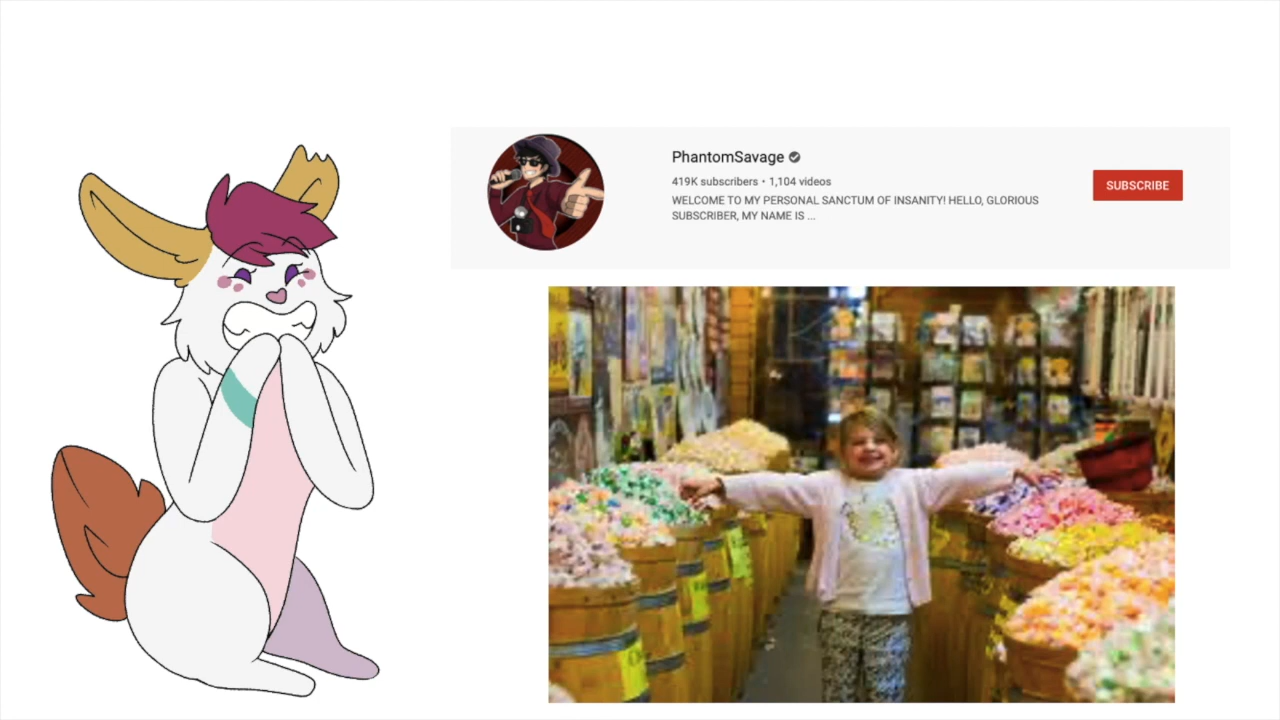 PhantomSavage
419K subscribers • 1,104 videos
WELCOME TO MY PERSONAL SANCTUM OF INSANITY! HELLO, GLORIOUS
SUBSCRIBER, MY NAME IS ...
SUBSCRIBE